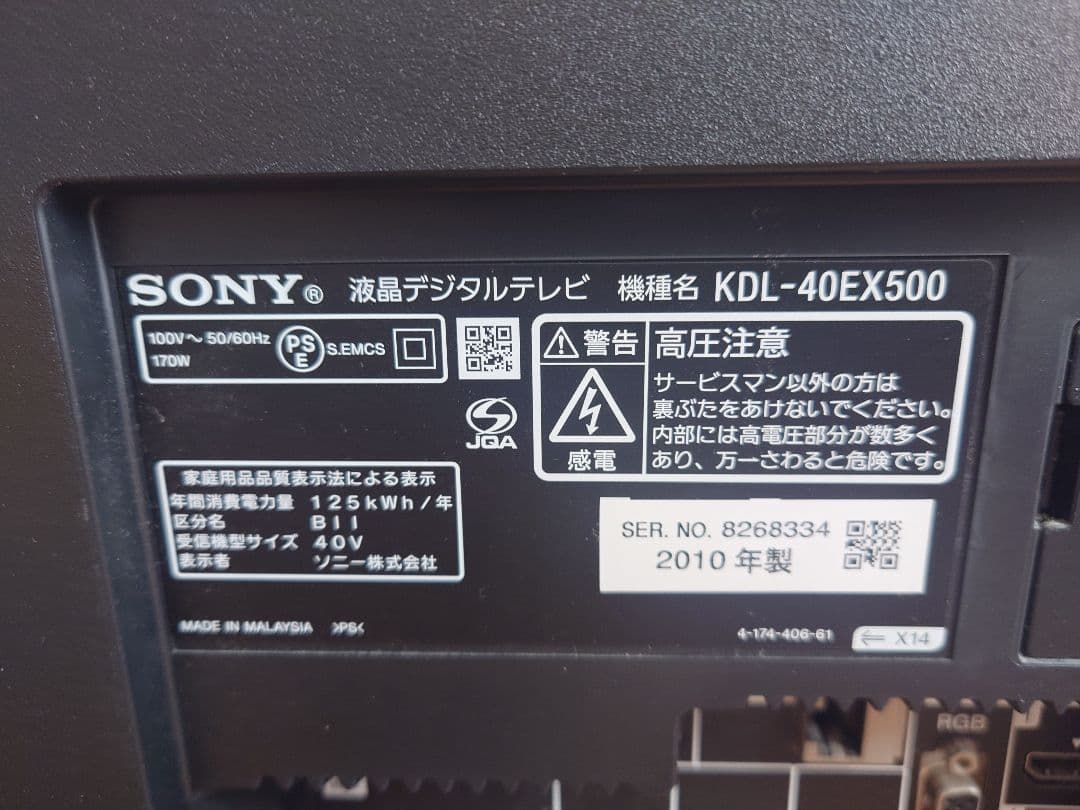 SONY® 液晶デジタルテレビ 機種名 KDL-40EX500
100V～ 50/60Hz
170W
PS
E
S.EMCS
JQA
警告
感電
高圧注意
サービスマン以外の方は
裏ぶたをあけないでください。
内部には高電圧部分が数多く
あり、万一さわると危険です。
家庭用品品質表示法による表示
年間消費電力量 125kWh/年
区分名 BII
受信機型サイズ 40V
表示者 ソニー株式会社
SER. NO. 8268334
2010 年製
MADE IN MALAYSIA >PS<
4-174-406-61
← X14
RGB